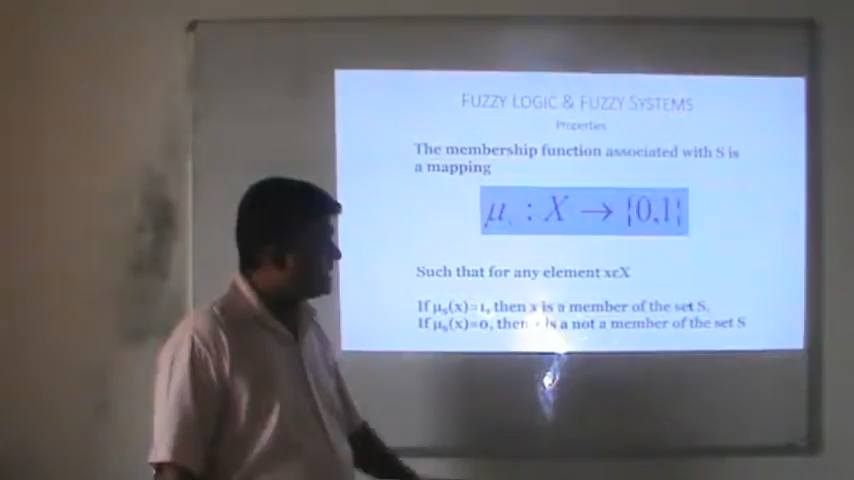 FUZZY LOGIC & FUZZY SYSTEMS
Properties
The membership function associated with S is
a mapping
μₛ : X → {0,1}
Such that for any element xεX
If μₛ(x)=1, then x is a member of the set S.
If μₛ(x)=0, then x is a not a member of the set S